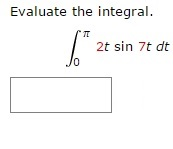 Evaluate the integral.
∫₀^π 2t sin 7t dt